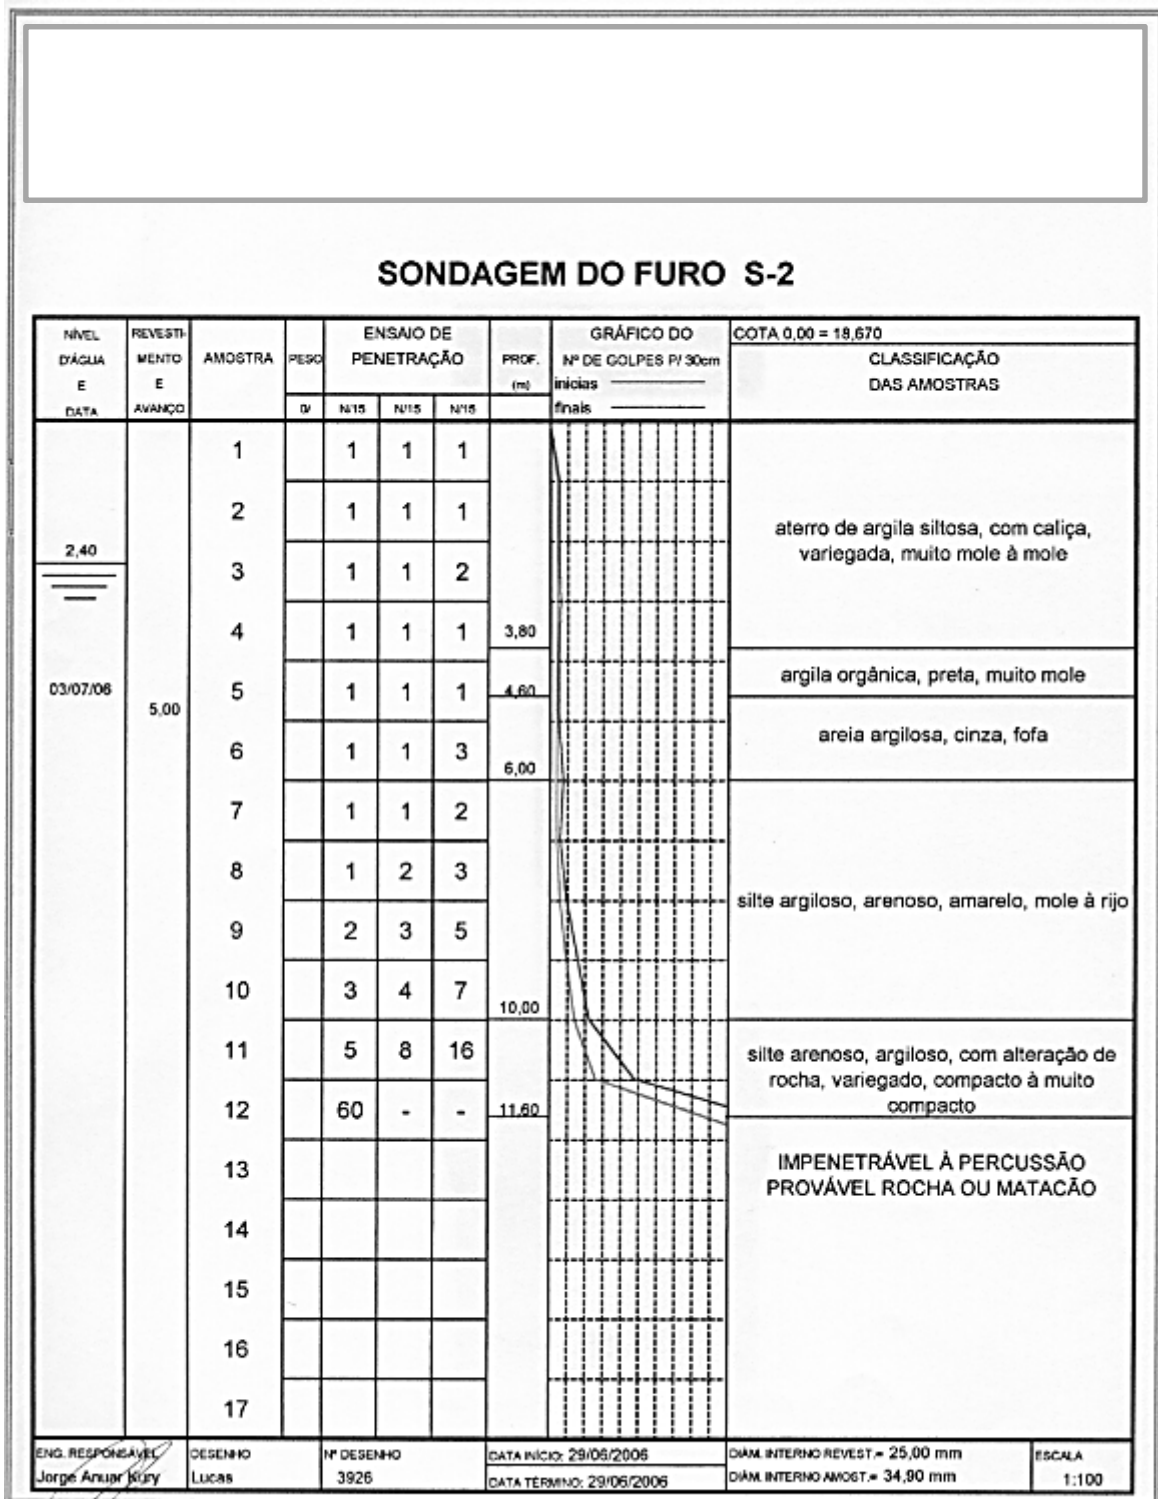 SONDAGEM DO FURO S-2
NÍVEL D'ÁGUA E DATA
REVESTI- MENTO E AVANÇO
AMOSTRA
PESO
0/
ENSAIO DE PENETRAÇÃO
N/15 N/15 N/15
PROF. (m)
GRÁFICO DO
Nº DE GOLPES P/ 30cm
inicias
finais
COTA 0,00 = 18,670
CLASSIFICAÇÃO
DAS AMOSTRAS
1 1 1 1
2 1 1 1
aterro de argila siltosa, com caliça,
variegada, muito mole à mole
2,40
3 1 1 2
4 1 1 1 3,80
argila orgânica, preta, muito mole
03/07/06
5 1 1 1 4,60
5,00
areia argilosa, cinza, fofa
6 1 1 3 6,00
7 1 1 2
8 1 2 3
silte argiloso, arenoso, amarelo, mole à rijo
9 2 3 5
10 3 4 7 10,00
11 5 8 16
silte arenoso, argiloso, com alteração de
rocha, variegado, compacto à muito
compacto
12 60 - - 11,60
13
IMPENETRÁVEL À PERCUSSÃO
PROVÁVEL ROCHA OU MATACÃO
14
15
16
17
ENG. RESPONSÁVEL
Jorge Anuar Kury
DESENHO
Lucas
Nº DESENHO
3926
DATA INÍCIO: 29/06/2006
DATA TÉRMINO: 29/06/2006
DIÂM. INTERNO REVEST.= 25,00 mm
DIÂM. INTERNO AMOST.= 34,90 mm
ESCALA
1:100